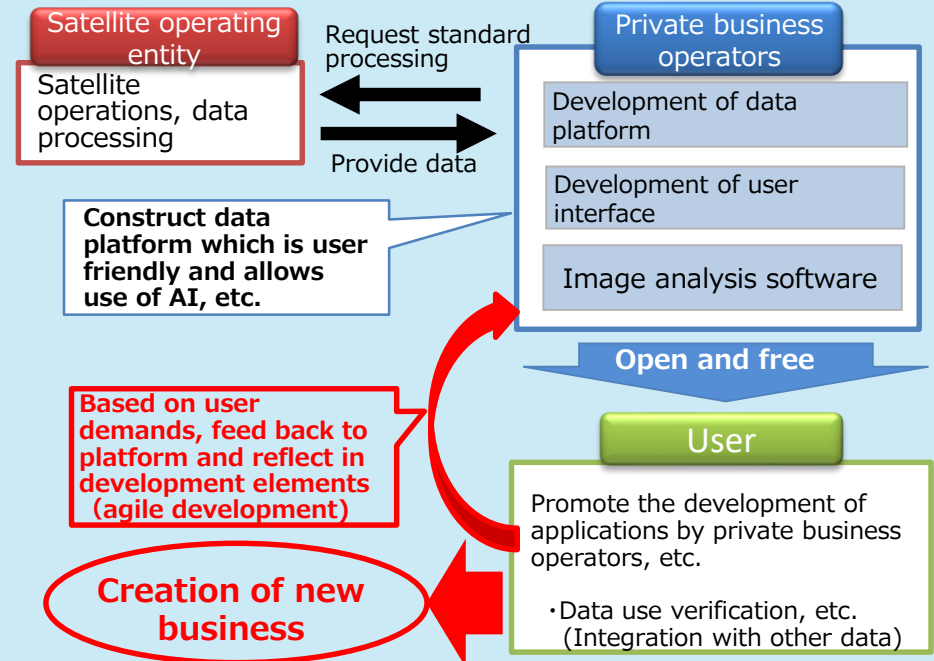 Satellite operating
entity
Satellite
operations, data
processing
Request standard
processing
Provide data
Private business
operators
Development of data
platform
Development of user
interface
Image analysis software
Construct data
platform which is user
friendly and allows
use of AI, etc.
Open and free
Based on user
demands, feed back to
platform and reflect in
development elements
（agile development）
User
Promote the development of
applications by private business
operators, etc.
・Data use verification, etc.
(Integration with other data)
Creation of new
business